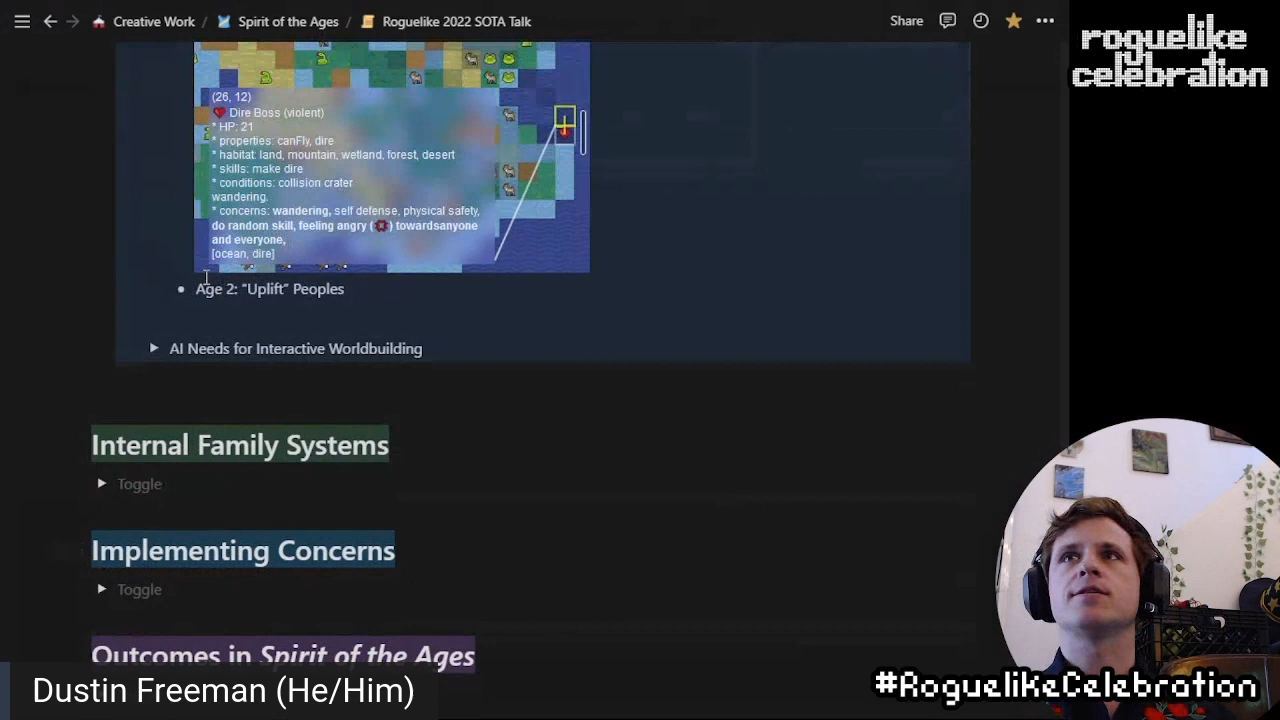 Creative Work / Spirit of the Ages / Roguelike 2022 SOTA Talk
Share
roguelike
celebration
(26, 12)
Dire Boss (violent)
* HP: 21
* properties: canFly, dire
* habitat: land, mountain, wetland, forest, desert
* skills: make dire
* conditions: collision crater
wandering.
* concerns: wandering, self defense, physical safety,
do random skill, feeling angry ( ) towardsanyone
and everyone,
[ocean, dire]
• Age 2: “Uplift” Peoples
AI Needs for Interactive Worldbuilding
Internal Family Systems
Toggle
Implementing Concerns
Toggle
Outcomes in Spirit of the Ages
Dustin Freeman (He/Him)
#RoguelikeCelebration